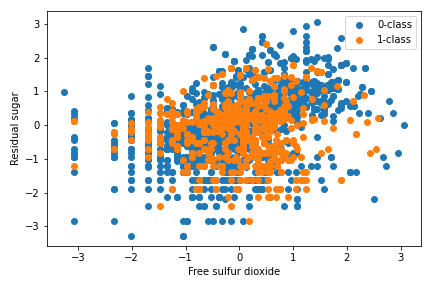 0-class
1-class
3
2
1
0
−1
−2
−3
Residual sugar
−3 −2 −1 0 1 2 3
Free sulfur dioxide